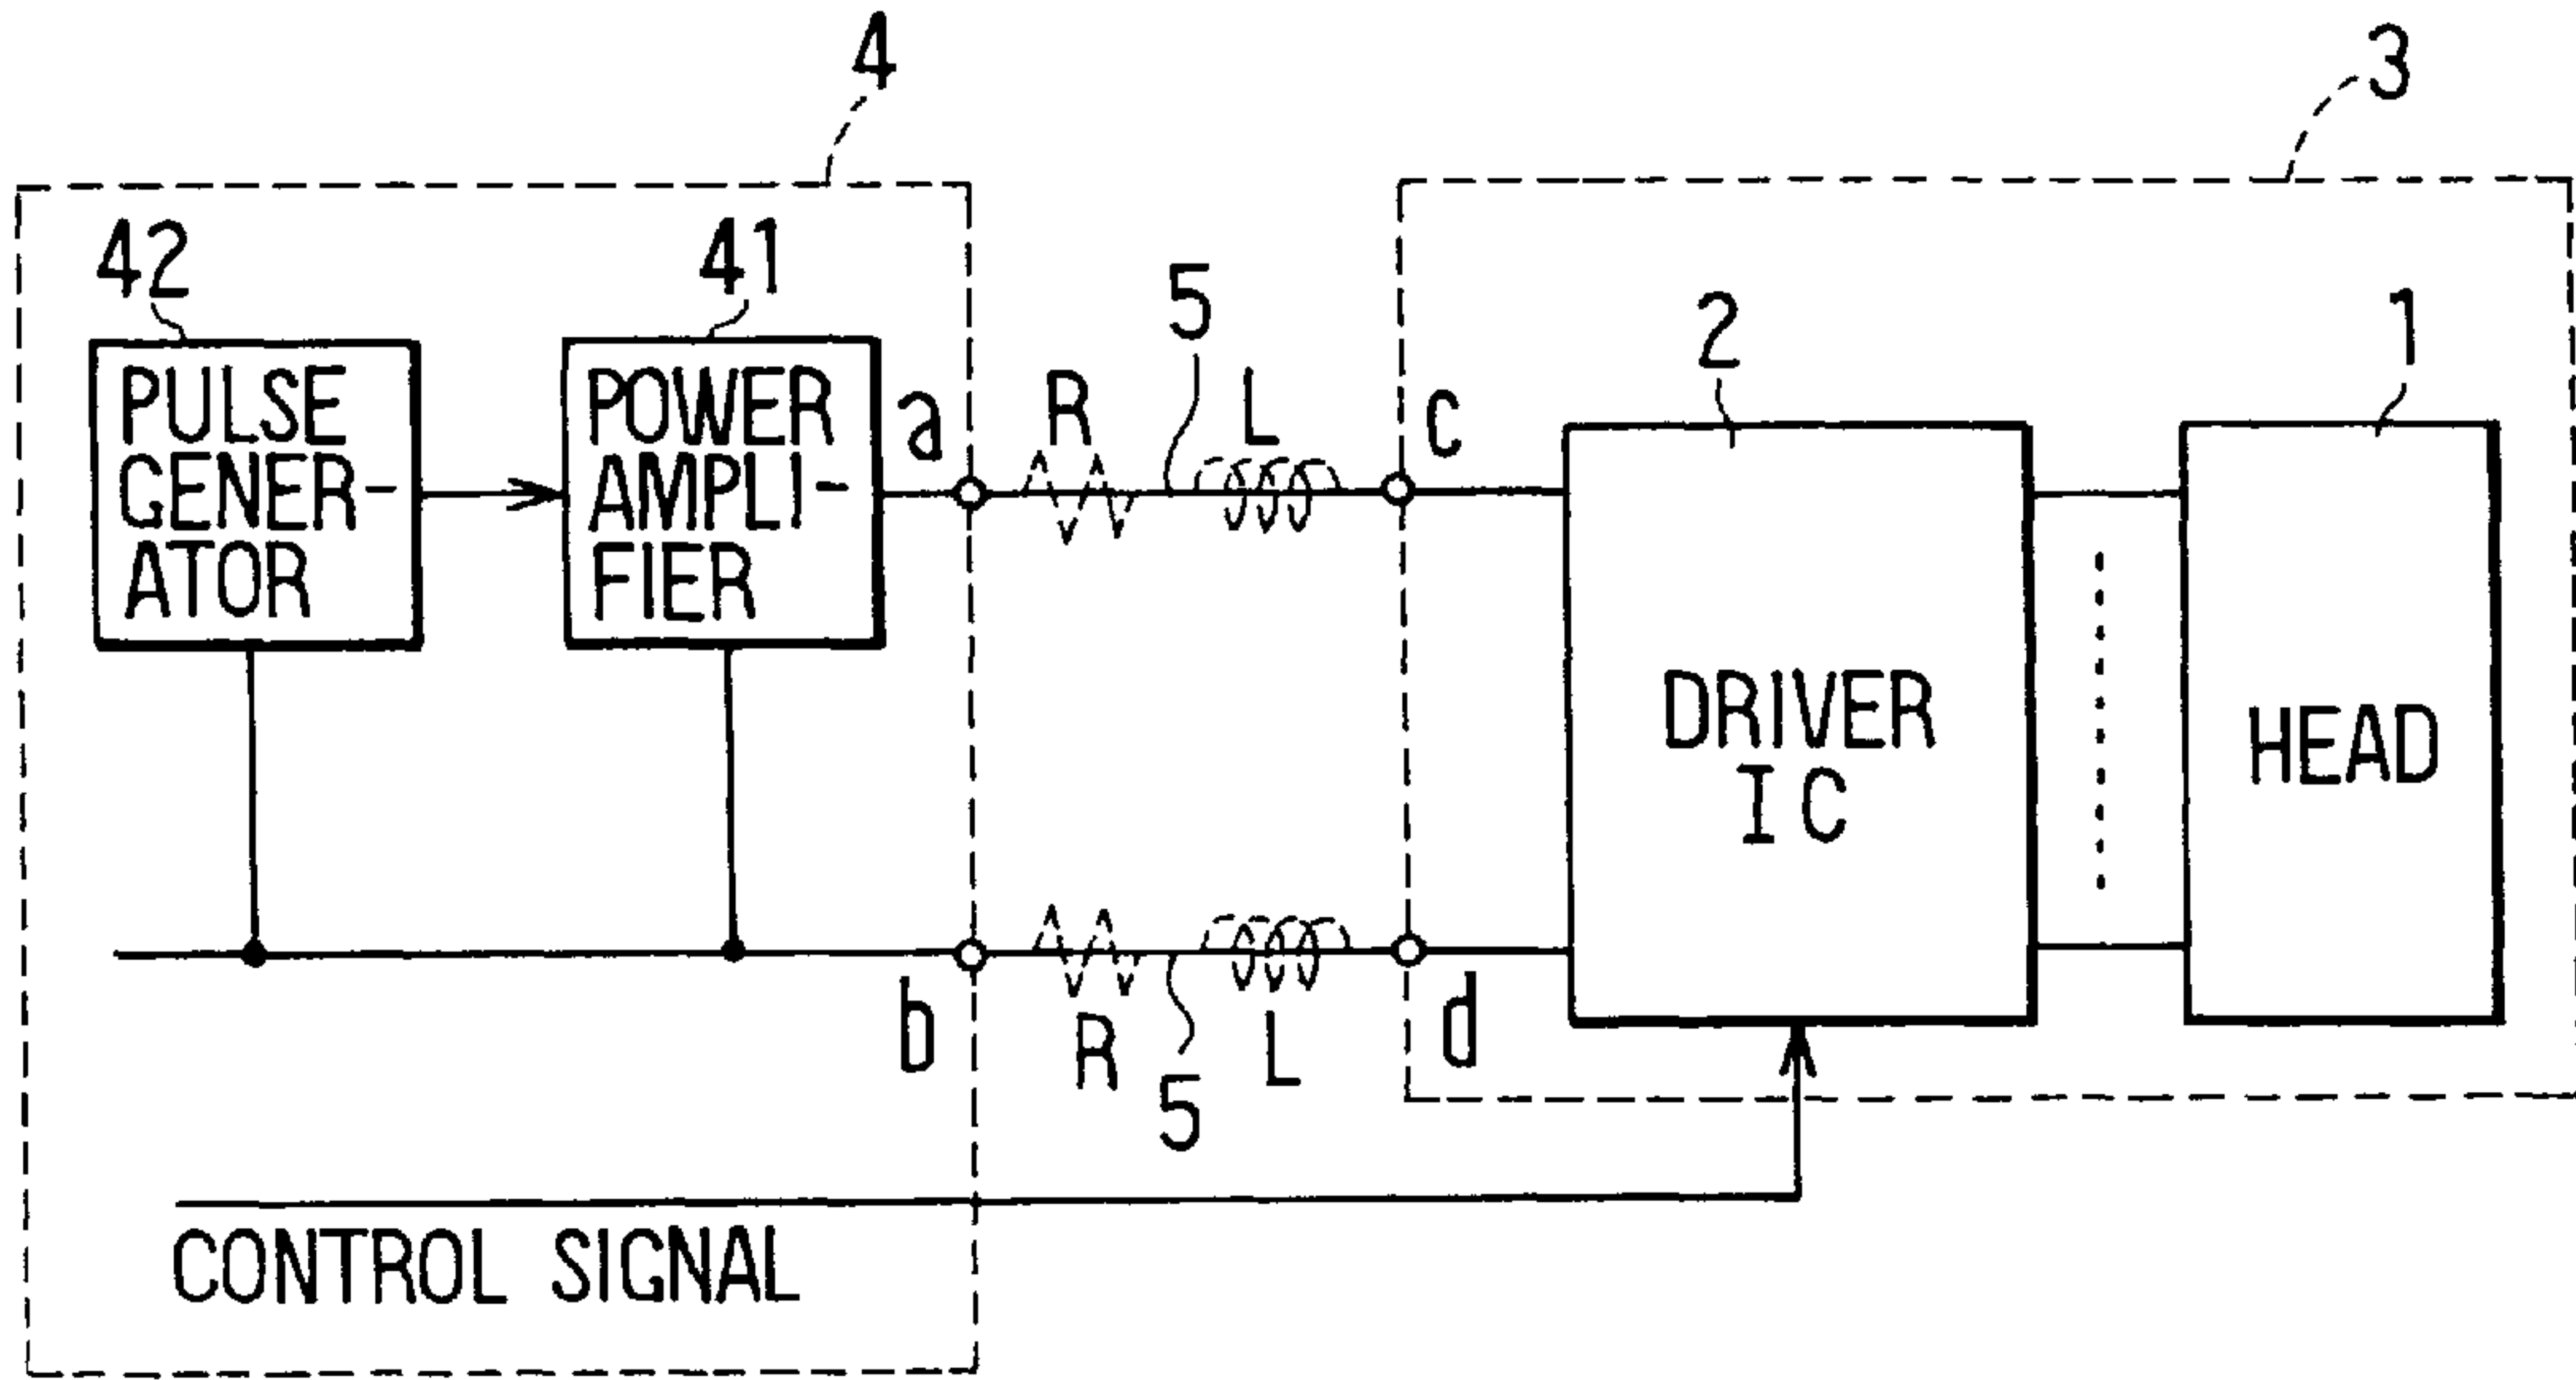 4
3
42
41
5
2
1
PULSE
GENER-
ATOR
POWER
AMPLI-
FIER
a
R
L
c
DRIVER
IC
HEAD
b
R
5
L
d
CONTROL SIGNAL